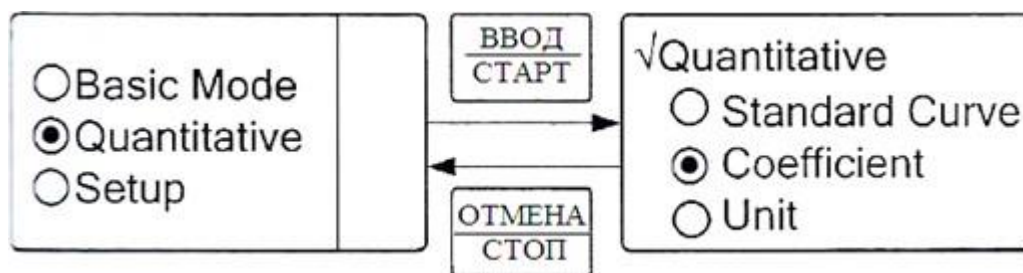 Basic Mode
Quantitative
Setup
ВВОД
СТАРТ
ОТМЕНА
СТОП
√Quantitative
Standard Curve
Coefficient
Unit